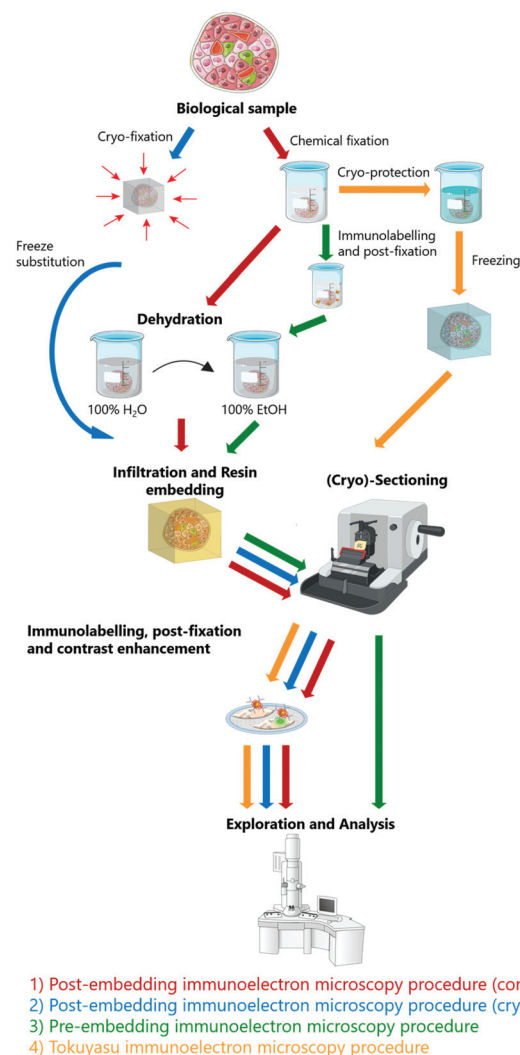 Biological sample
Cryo-fixation
Chemical fixation
Cryo-protection
Freeze
substitution
Immunolabelling
and post-fixation
Freezing
Dehydration
100% H₂O
100% EtOH
Infiltration and Resin
embedding
(Cryo)-Sectioning
Immunolabelling, post-fixation
and contrast enhancement
Exploration and Analysis
1) Post-embedding immunoelectron microscopy procedure (con
2) Post-embedding immunoelectron microscopy procedure (cry
3) Pre-embedding immunoelectron microscopy procedure
4) Tokuyasu immunoelectron microscopy procedure